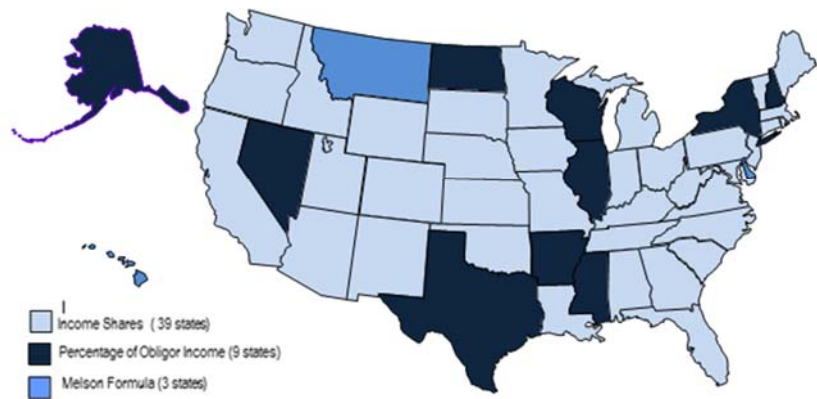 I
Income Shares ( 39 states)
Percentage of Obligor Income (9 states)
Melson Formula (3 states)